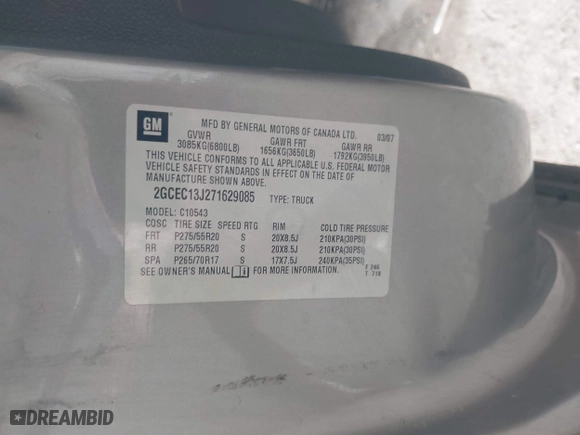 GM
MFD BY GENERAL MOTORS OF CANADA LTD. 03/07
GVWR GAWR FRT GAWR RR
3085KG(6800LB) 1656KG(3650LB) 1792KG(3950LB)
THIS VEHICLE CONFORMS TO ALL APPLICABLE U.S. FEDERAL MOTOR
VEHICLE SAFETY STANDARDS IN EFFECT ON THE DATE OF
MANUFACTURE SHOWN ABOVE.
2GCEC13J271629085 TYPE: TRUCK
MODEL: C10543
COSC TIRE SIZE SPEED RTG RIM COLD TIRE PRESSURE
FRT P275/55R20 S 20X8.5J 210KPA(30PSI)
RR P275/55R20 S 20X8.5J 210KPA(30PSI)
SPA P265/70R17 S 17X7.5J 240KPA(35PSI)
SEE OWNER'S MANUAL FOR MORE INFORMATION.
T 710
DREAMBID